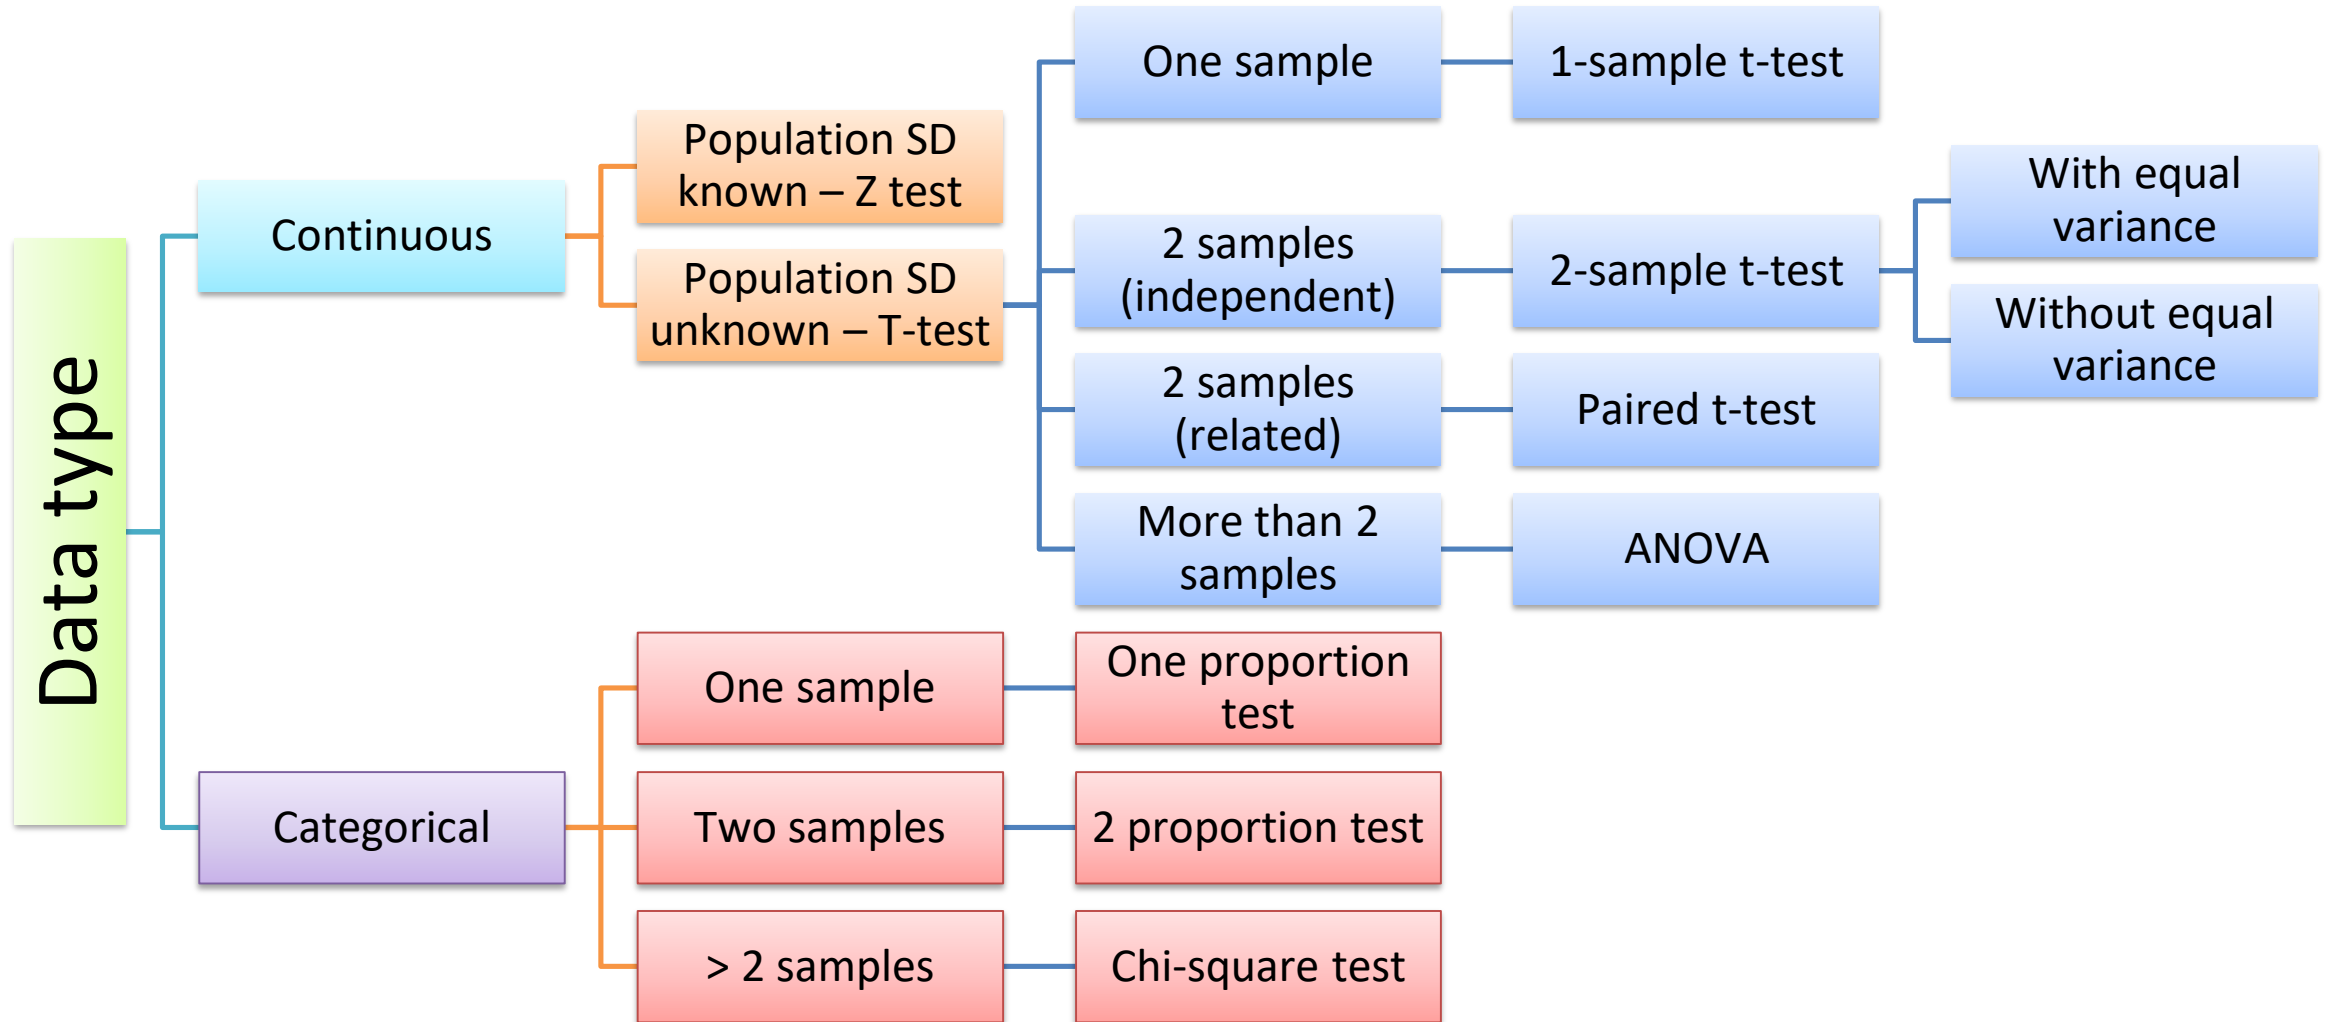 Data type
Continuous
Population SD
known – Z test
Population SD
unknown – T-test
One sample
1-sample t-test
2 samples
(independent)
2-sample t-test
With equal
variance
Without equal
variance
2 samples
(related)
Paired t-test
More than 2
samples
ANOVA
Categorical
One sample
One proportion
test
Two samples
2 proportion test
> 2 samples
Chi-square test